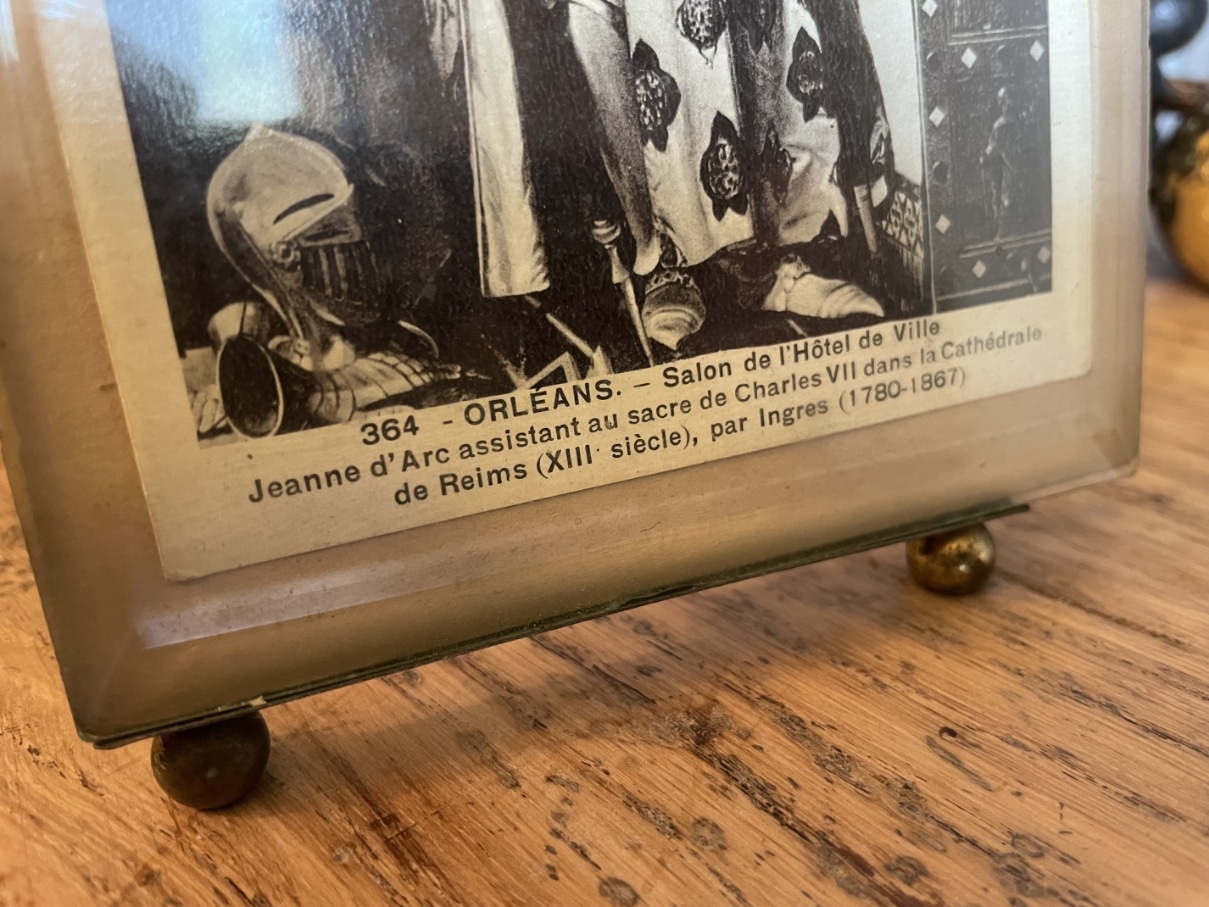 364 - ORLÉANS. - Salon de l'Hôtel de Ville
Jeanne d'Arc assistant au sacre de Charles VII dans la Cathédrale
de Reims (XIIIᵉ siècle), par Ingres (1780-1867)